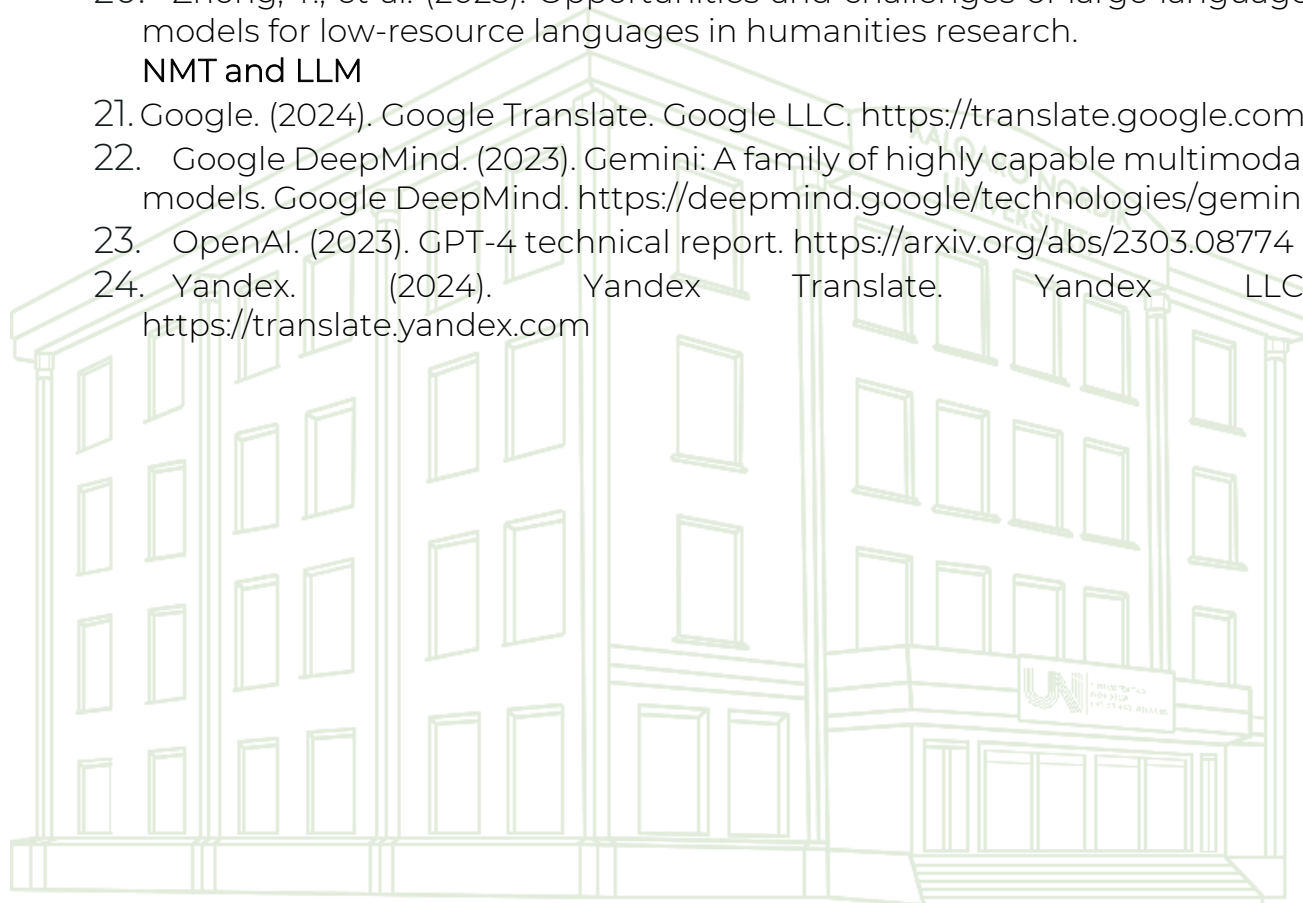 models for low-resource languages in humanities research.
NMT and LLM
21. Google. (2024). Google Translate. Google LLC. https://translate.google.com
22. Google DeepMind. (2023). Gemini: A family of highly capable multimoda
models. Google DeepMind. https://deepmind.google/technologies/gemin
23. OpenAI. (2023). GPT-4 technical report. https://arxiv.org/abs/2303.08774
24. Yandex. (2024). Yandex Translate. Yandex LLC
https://translate.yandex.com
UN